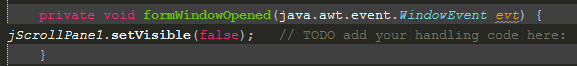 private void formWindowOpened(java.awt.event.WindowEvent evt) {
jScrollPane1.setVisible(false);   // TODO add your handling code here:
}